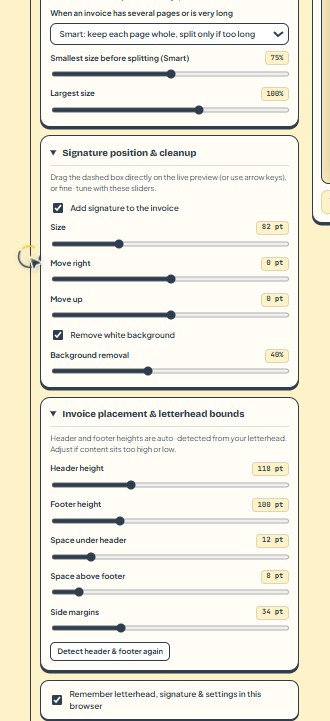 When an invoice has several pages or is very long
Smart: keep each page whole, split only if too long
Smallest size before splitting (Smart) 75%
Largest size 100%
Signature position & cleanup
Drag the dashed box directly on the live preview (or use arrow keys),
or fine-tune with these sliders.
Add signature to the invoice
Size 82 pt
Move right 0 pt
Move up 0 pt
Remove white background
Background removal 40%
Invoice placement & letterhead bounds
Header and footer heights are auto-detected from your letterhead.
Adjust if content sits too high or low.
Header height 118 pt
Footer height 100 pt
Space under header 12 pt
Space above footer 8 pt
Side margins 34 pt
Detect header & footer again
Remember letterhead, signature & settings in this
browser